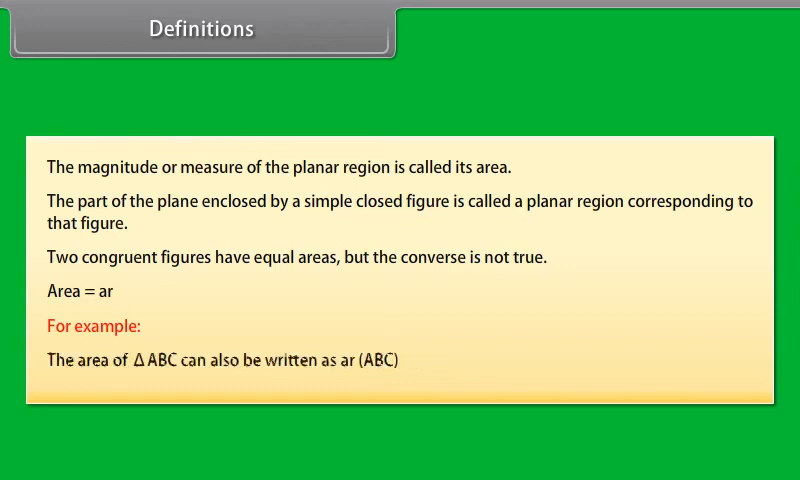 Definitions
The magnitude or measure of the planar region is called its area.
The part of the plane enclosed by a simple closed figure is called a planar region corresponding to
that figure.
Two congruent figures have equal areas, but the converse is not true.
Area = ar
For example:
The area of Δ ABC can also be written as ar (ABC)